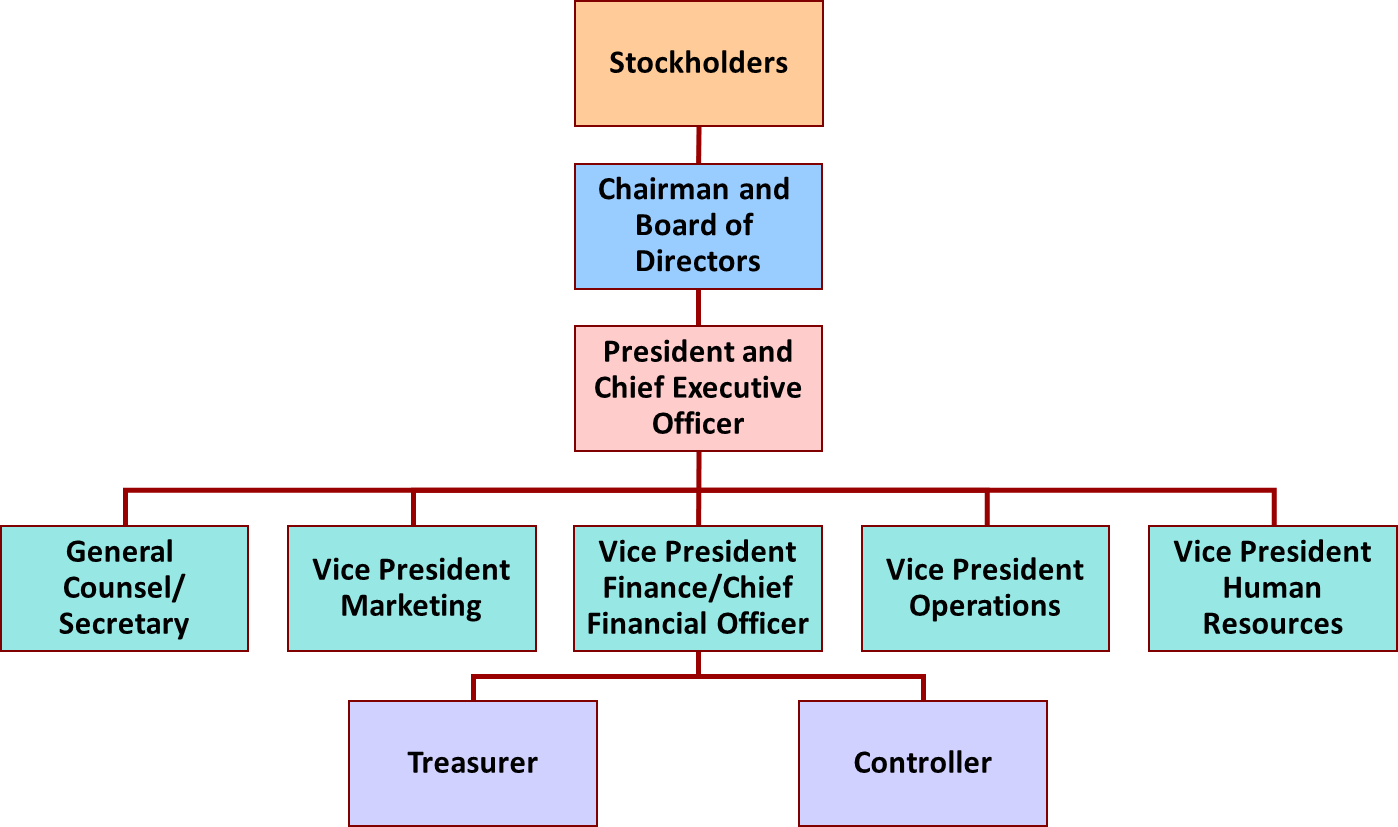 Stockholders
Chairman and
Board of
Directors
President and
Chief Executive
Officer
General
Counsel/
Secretary
Vice President
Marketing
Vice President
Finance/Chief
Financial Officer
Vice President
Operations
Vice President
Human
Resources
Treasurer
Controller